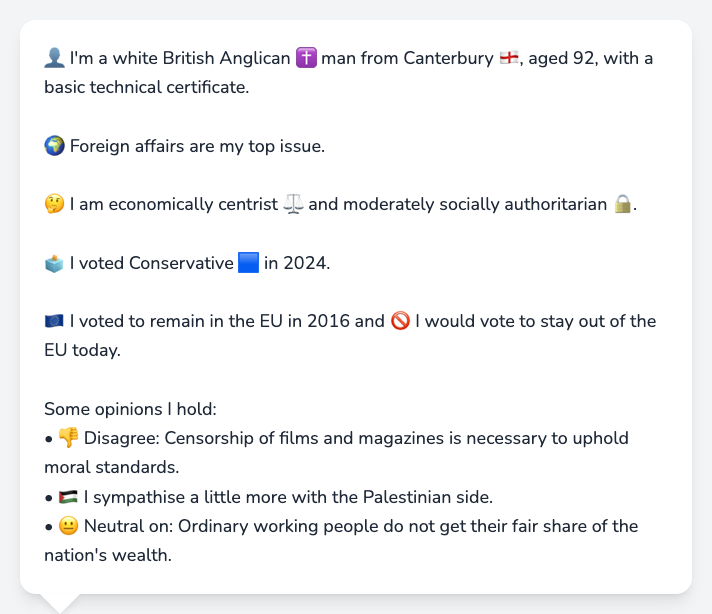 👤 I'm a white British Anglican ✝️ man from Canterbury 🏴󠁧󠁢󠁥󠁮󠁧󠁿, aged 92, with a
basic technical certificate.
🌍 Foreign affairs are my top issue.
🤔 I am economically centrist ⚖️ and moderately socially authoritarian 🔒.
🗳️ I voted Conservative 🟦 in 2024.
🇪🇺 I voted to remain in the EU in 2016 and 🚫 I would vote to stay out of the
EU today.
Some opinions I hold:
• 👎 Disagree: Censorship of films and magazines is necessary to uphold
moral standards.
• 🇵🇸 I sympathise a little more with the Palestinian side.
• 😐 Neutral on: Ordinary working people do not get their fair share of the
nation's wealth.